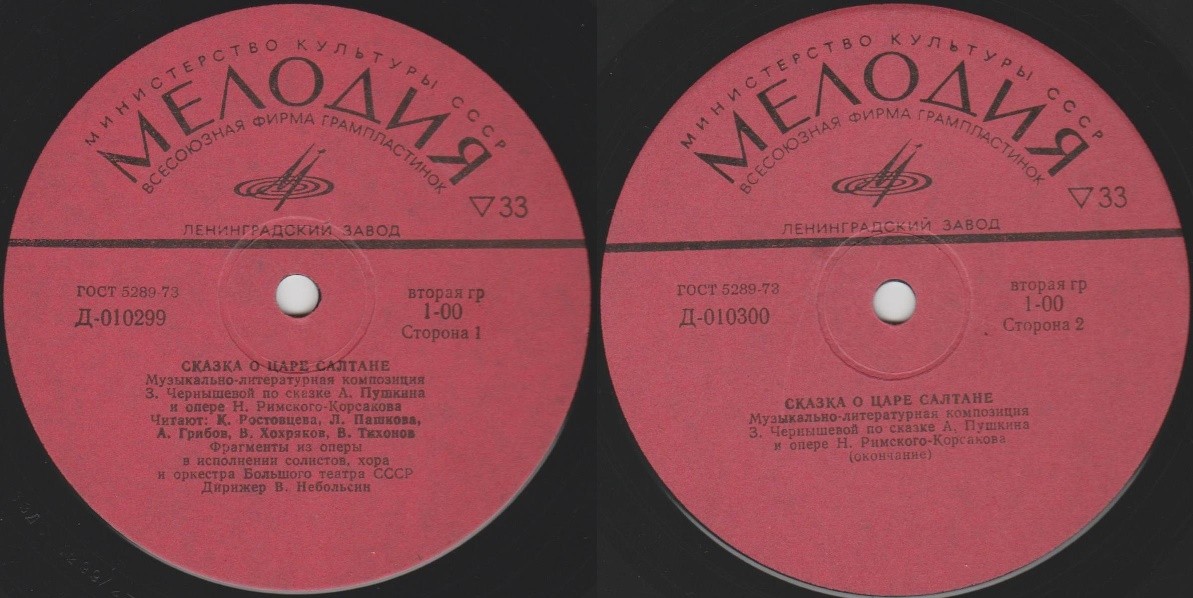 МИНИСТЕРСТВО КУЛЬТУРЫ СССР
МЕЛОДИЯ
ВСЕСОЮЗНАЯ ФИРМА ГРАМПЛАСТИНОК
▽33
ЛЕНИНГРАДСКИЙ ЗАВОД
ГОСТ 5289-73
Д-010299
вторая гр
1-00
Сторона 1
СКАЗКА О ЦАРЕ САЛТАНЕ
Музыкально-литературная композиция
З. Чернышевой по сказке А. Пушкина
и опере Н. Римского-Корсакова
Читают: К. Ростовцева, Л. Пашкова,
А. Грибов, В. Хохряков, В. Тихонов
Фрагменты из оперы
в исполнении солистов, хора
и оркестра Большого театра СССР
Дирижер В. Небольсин
МИНИСТЕРСТВО КУЛЬТУРЫ СССР
МЕЛОДИЯ
ВСЕСОЮЗНАЯ ФИРМА ГРАМПЛАСТИНОК
▽33
ЛЕНИНГРАДСКИЙ ЗАВОД
ГОСТ 5289-73
Д-010300
вторая гр
1-00
Сторона 2
СКАЗКА О ЦАРЕ САЛТАНЕ
Музыкально-литературная композиция
З. Чернышевой по сказке А. Пушкина
и опере Н. Римского-Корсакова
(окончание)